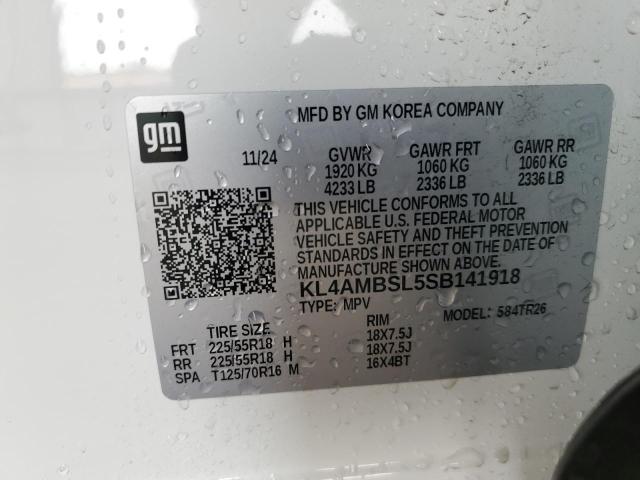 gm
MFD BY GM KOREA COMPANY
11/24 GVWR GAWR FRT GAWR RR
1920 KG 1060 KG 1060 KG
4233 LB 2336 LB 2336 LB
THIS VEHICLE CONFORMS TO ALL
APPLICABLE U.S. FEDERAL MOTOR
VEHICLE SAFETY AND THEFT PREVENTION
STANDARDS IN EFFECT ON THE DATE OF
MANUFACTURE SHOWN ABOVE.
KL4AMBSL5SB141918
TYPE: MPV MODEL: 584TR26
TIRE SIZE RIM
FRT 225/55R18 H 18X7.5J
RR 225/55R18 H 18X7.5J
SPA T125/70R16 M 16X4BT